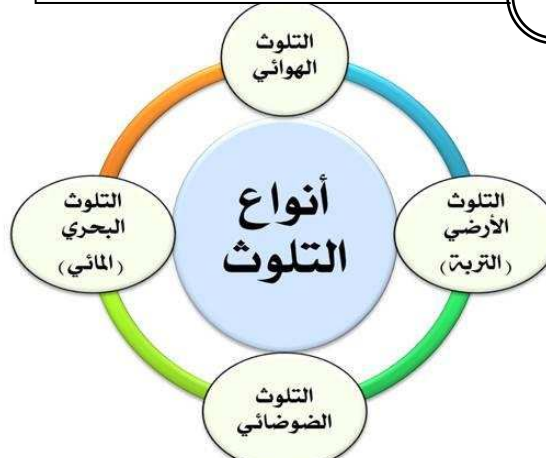 التلوث
الهوائي
أنواع
التلوث
التلوث
الأرضي
(التربة)
التلوث
البحري
(المائي)
التلوث
الضوضائي